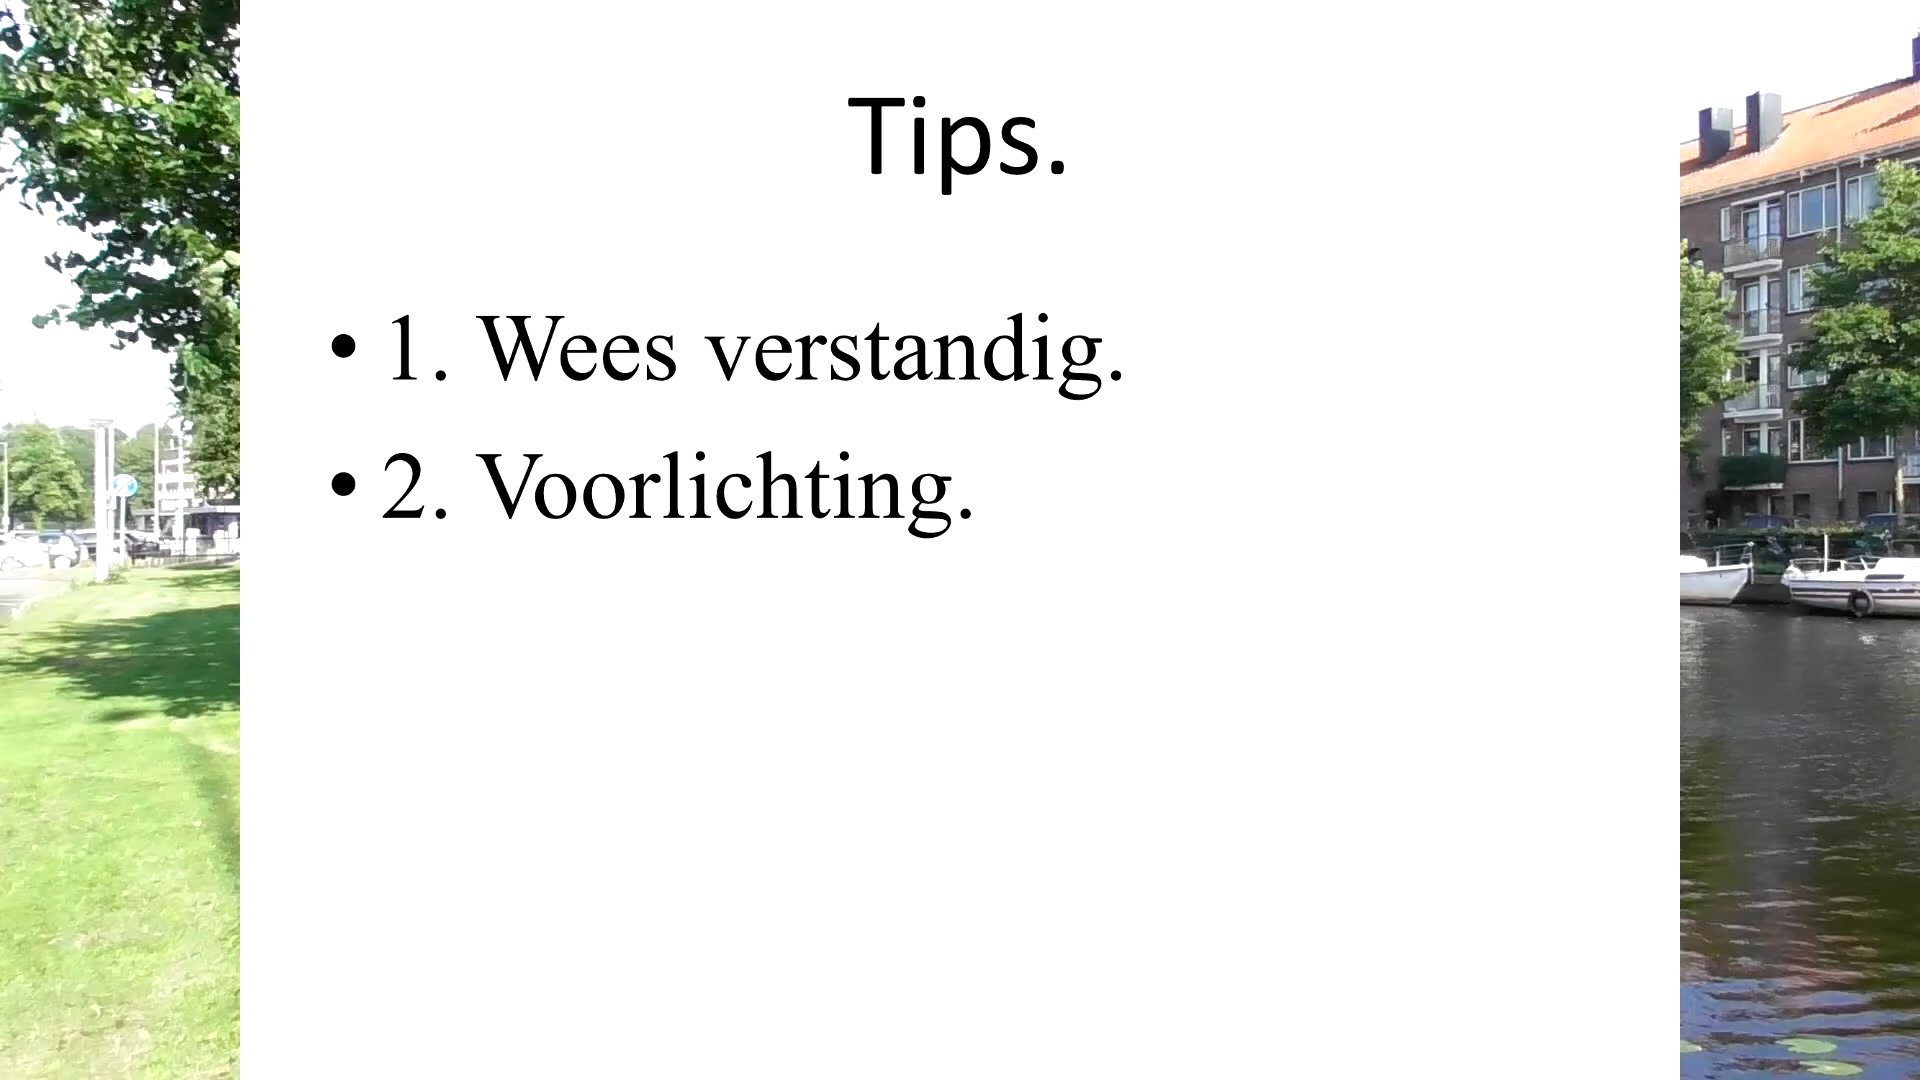 Tips.
• 1. Wees verstandig.
• 2. Voorlichting.